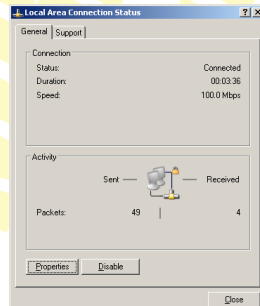 Local Area Connection Status
General Support
Connection
Status: Connected
Duration: 00:03:36
Speed: 100.0 Mbps
Activity
Sent Received
Packets: 49 4
Properties Disable
Close